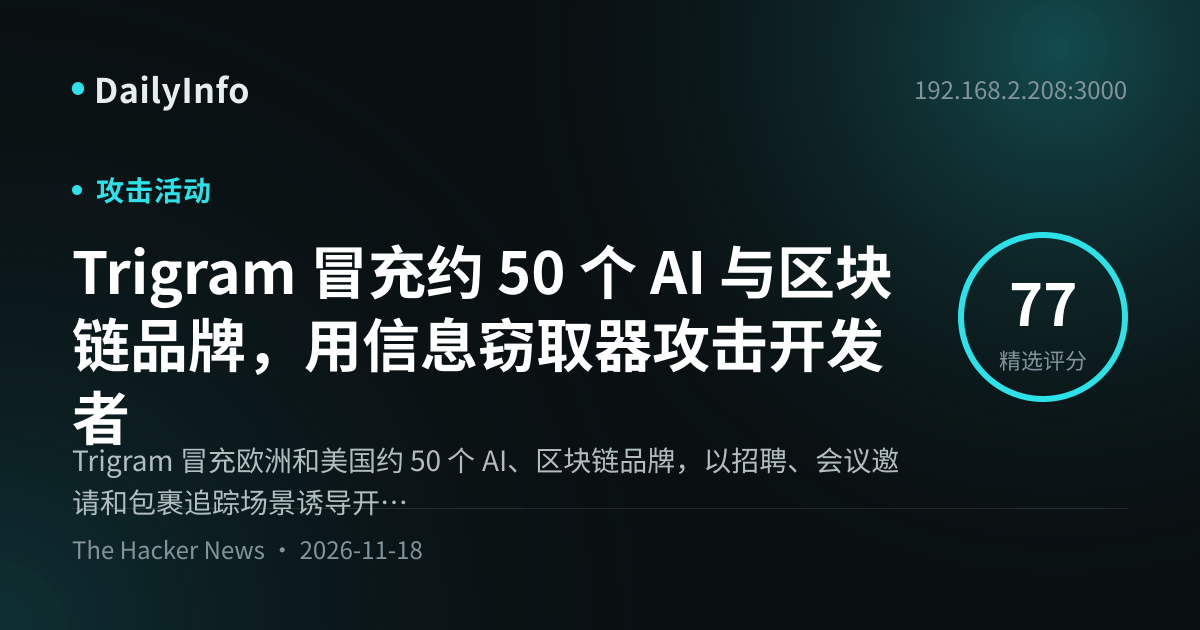 DailyInfo
192.168.2.208:3000
攻击活动
Trigram 冒充约 50 个 AI 与区块
链品牌，用信息窃取器攻击开发
者
77
精选评分
Trigram 冒充欧洲和美国约 50 个 AI、区块链品牌，以招聘、会议邀
请和包裹追踪场景诱导开…
The Hacker News · 2026-11-18